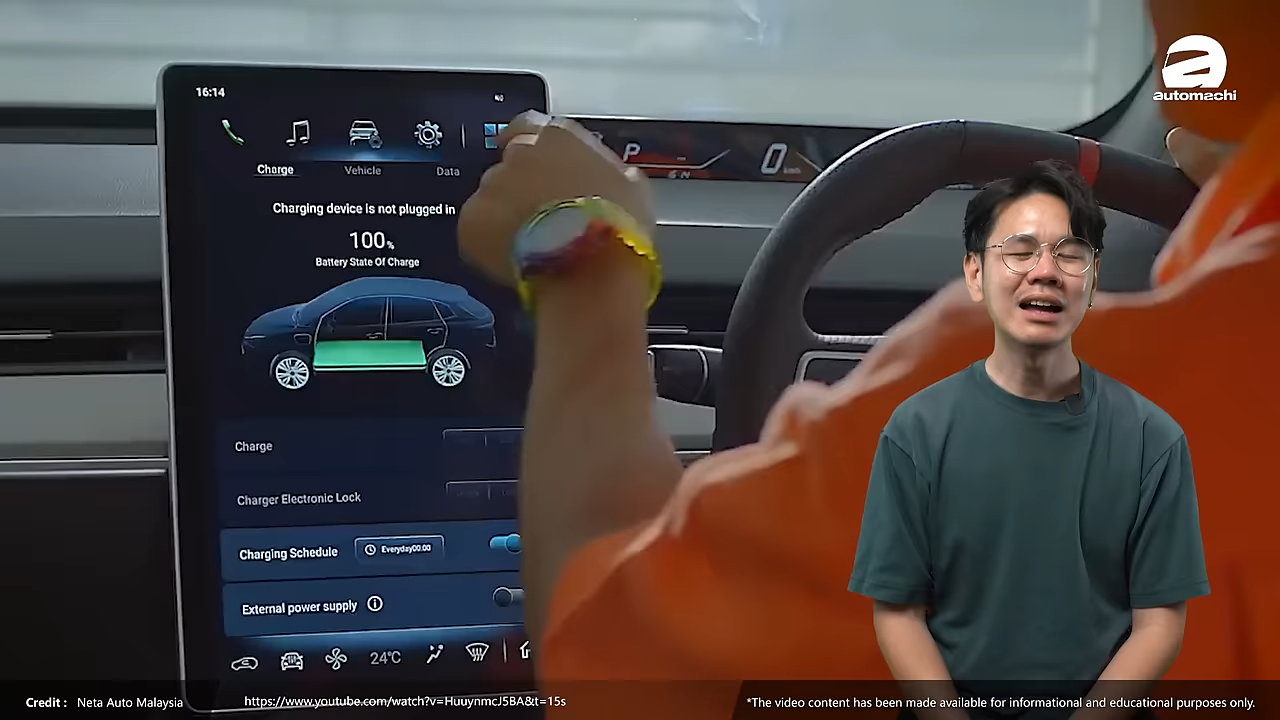 automachi
16:14
P
0
km/h
Charge Vehicle Data
Charging device is not plugged in
100%
Battery State Of Charge
Charge
Charger Electronic Lock
Charging Schedule Everyday00:00
External power supply
24℃
Credit : Neta Auto Malaysia
https://www.youtube.com/watch?v=HuuynmcJ5BA&t=15s
*The video content has been made available for informational and educational purposes only.